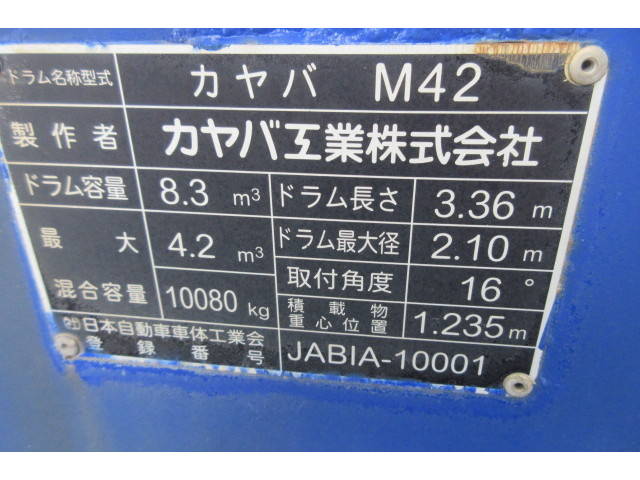 ドラム名称型式 カヤバ M42
製作者 カヤバ工業株式会社
ドラム容量 8.3 m³ ドラム長さ 3.36 m
最大 4.2 m³ ドラム最大径 2.10 m
混合容量 10080 kg 取付角度 16°
積載物
重心位置 1.235 m
㈳日本自動車車体工業会
登録番号 JABIA-10001